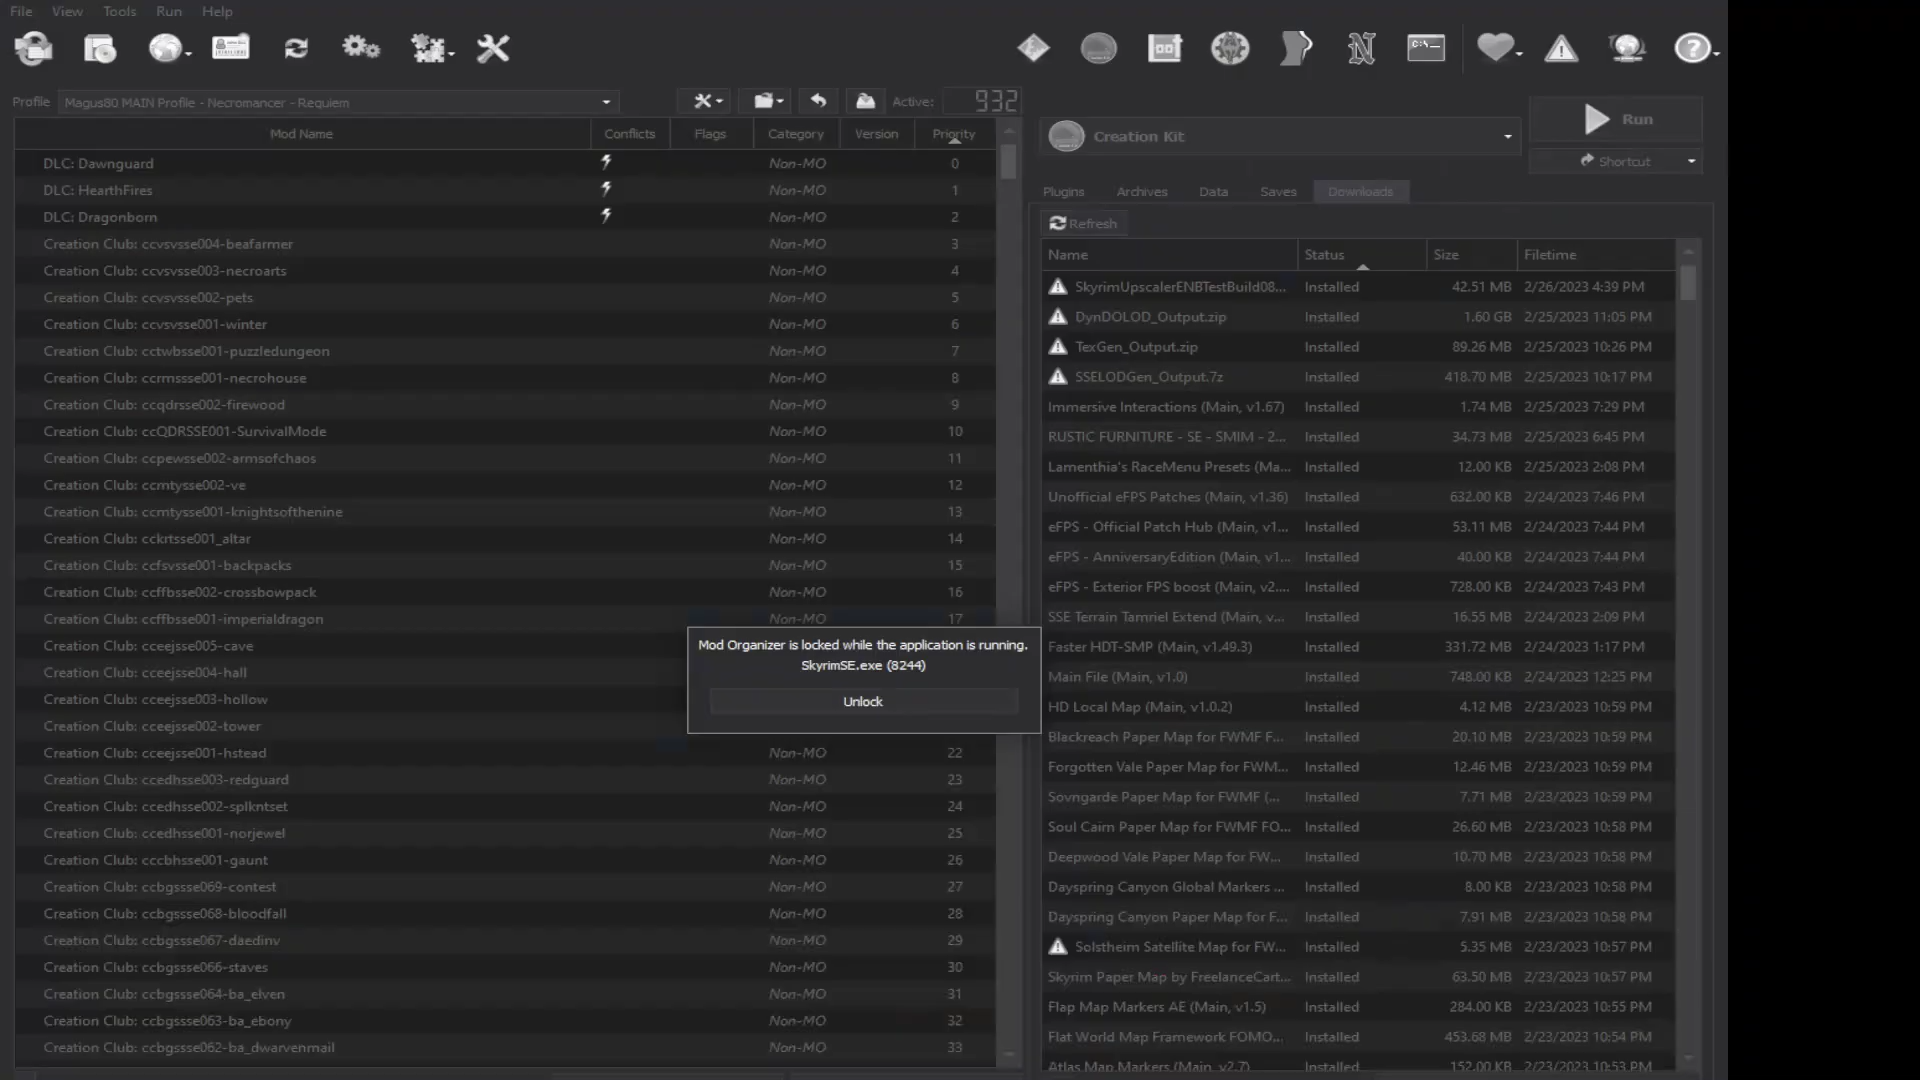 File View Tools Run Help
Profile Magus80 MAIN Profile - Necromancer - Requiem Active: 932
Mod Name Conflicts Flags Category Version Priority
DLC: Dawnguard Non-MO 0
DLC: HearthFires Non-MO 1
DLC: Dragonborn Non-MO 2
Creation Club: ccvsvsse004-beafarmer Non-MO 3
Creation Club: ccvsvsse003-necroarts Non-MO 4
Creation Club: ccvsvsse002-pets Non-MO 5
Creation Club: ccvsvsse001-winter Non-MO 6
Creation Club: cctwbsse001-puzzledungeon Non-MO 7
Creation Club: ccrmssse001-necrohouse Non-MO 8
Creation Club: ccqdrsse002-firewood Non-MO 9
Creation Club: ccQDRSSE001-SurvivalMode Non-MO 10
Creation Club: ccpewsse002-armsofchaos Non-MO 11
Creation Club: ccmtysse002-ve Non-MO 12
Creation Club: ccmtysse001-knightsofthenine Non-MO 13
Creation Club: cckrtsse001_altar Non-MO 14
Creation Club: ccfsvsse001-backpacks Non-MO 15
Creation Club: ccffbsse002-crossbowpack Non-MO 16
Creation Club: ccffbsse001-imperialdragon Non-MO 17
Creation Club: cceejsse005-cave
Creation Club: cceejsse004-hall
Creation Club: cceejsse003-hollow
Creation Club: cceejsse002-tower
Creation Club: cceejsse001-hstead Non-MO 22
Creation Club: ccedhsse003-redguard Non-MO 23
Creation Club: ccedhsse002-splkntset Non-MO 24
Creation Club: ccedhsse001-norjewel Non-MO 25
Creation Club: cccbhsse001-gaunt Non-MO 26
Creation Club: ccbgssse069-contest Non-MO 27
Creation Club: ccbgssse068-bloodfall Non-MO 28
Creation Club: ccbgssse067-daedinv Non-MO 29
Creation Club: ccbgssse066-staves Non-MO 30
Creation Club: ccbgssse064-ba_elven Non-MO 31
Creation Club: ccbgssse063-ba_ebony Non-MO 32
Creation Club: ccbgssse062-ba_dwarvenmail Non-MO 33
Mod Organizer is locked while the application is running.
SkyrimSE.exe (8244)
Unlock
Creation Kit
Run
Shortcut
Plugins Archives Data Saves Downloads
Refresh
Name Status Size Filetime
SkyrimUpscalerENBTestBuild08... Installed 42.51 MB 2/26/2023 4:39 PM
DynDOLOD_Output.zip Installed 1.60 GB 2/25/2023 11:05 PM
TexGen_Output.zip Installed 89.26 MB 2/25/2023 10:26 PM
SSELODGen_Output.7z Installed 418.70 MB 2/25/2023 10:17 PM
Immersive Interactions (Main, v1.67) Installed 1.74 MB 2/25/2023 7:29 PM
RUSTIC FURNITURE - SE - SMIM - 2... Installed 34.73 MB 2/25/2023 6:45 PM
Lamenthia's RaceMenu Presets (Ma... Installed 12.00 KB 2/25/2023 2:08 PM
Unofficial eFPS Patches (Main, v1.36) Installed 632.00 KB 2/24/2023 7:46 PM
eFPS - Official Patch Hub (Main, v1... Installed 53.11 MB 2/24/2023 7:44 PM
eFPS - AnniversaryEdition (Main, v1... Installed 40.00 KB 2/24/2023 7:44 PM
eFPS - Exterior FPS boost (Main, v2.... Installed 728.00 KB 2/24/2023 7:43 PM
SSE Terrain Tamriel Extend (Main, v... Installed 16.55 MB 2/24/2023 2:09 PM
Faster HDT-SMP (Main, v1.49.3) Installed 331.72 MB 2/24/2023 1:17 PM
Main File (Main, v1.0) Installed 748.00 KB 2/24/2023 12:25 PM
HD Local Map (Main, v1.0.2) Installed 4.12 MB 2/23/2023 10:59 PM
Blackreach Paper Map for FWMF F... Installed 20.10 MB 2/23/2023 10:59 PM
Forgotten Vale Paper Map for FWM... Installed 12.46 MB 2/23/2023 10:59 PM
Sovngarde Paper Map for FWMF (... Installed 7.71 MB 2/23/2023 10:59 PM
Soul Cairn Paper Map for FWMF FO... Installed 26.60 MB 2/23/2023 10:58 PM
Deepwood Vale Paper Map for FW... Installed 10.70 MB 2/23/2023 10:58 PM
Dayspring Canyon Global Markers ... Installed 8.00 KB 2/23/2023 10:58 PM
Dayspring Canyon Paper Map for F... Installed 7.91 MB 2/23/2023 10:58 PM
Solstheim Satellite Map for FW... Installed 5.35 MB 2/23/2023 10:57 PM
Skyrim Paper Map by FreelanceCart... Installed 63.50 MB 2/23/2023 10:57 PM
Flap Map Markers AE (Main, v1.5) Installed 284.00 KB 2/23/2023 10:55 PM
Flat World Map Framework FOMO... Installed 453.68 MB 2/23/2023 10:54 PM
Atlas Map Markers (Main, v2.7) Installed 152.00 KB 2/23/2023 10:53 PM